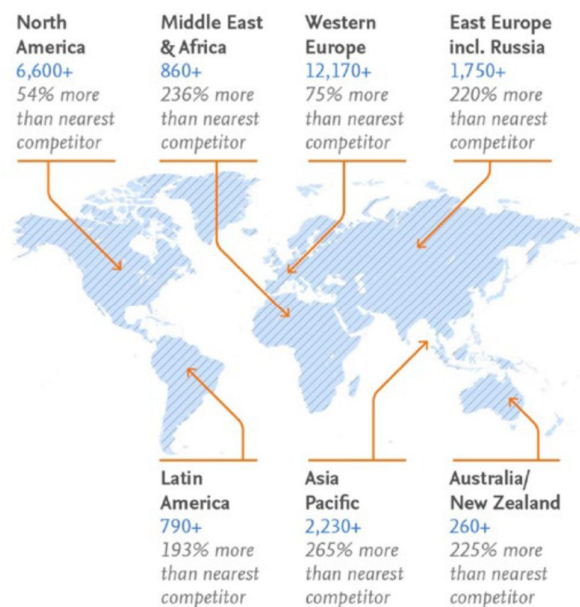 North
America
6,600+
54% more
than nearest
competitor
Middle East
& Africa
860+
236% more
than nearest
competitor
Western
Europe
12,170+
75% more
than nearest
competitor
East Europe
incl. Russia
1,750+
220% more
than nearest
competitor
Latin
America
790+
193% more
than nearest
competitor
Asia
Pacific
2,230+
265% more
than nearest
competitor
Australia/
New Zealand
260+
225% more
than nearest
competitor